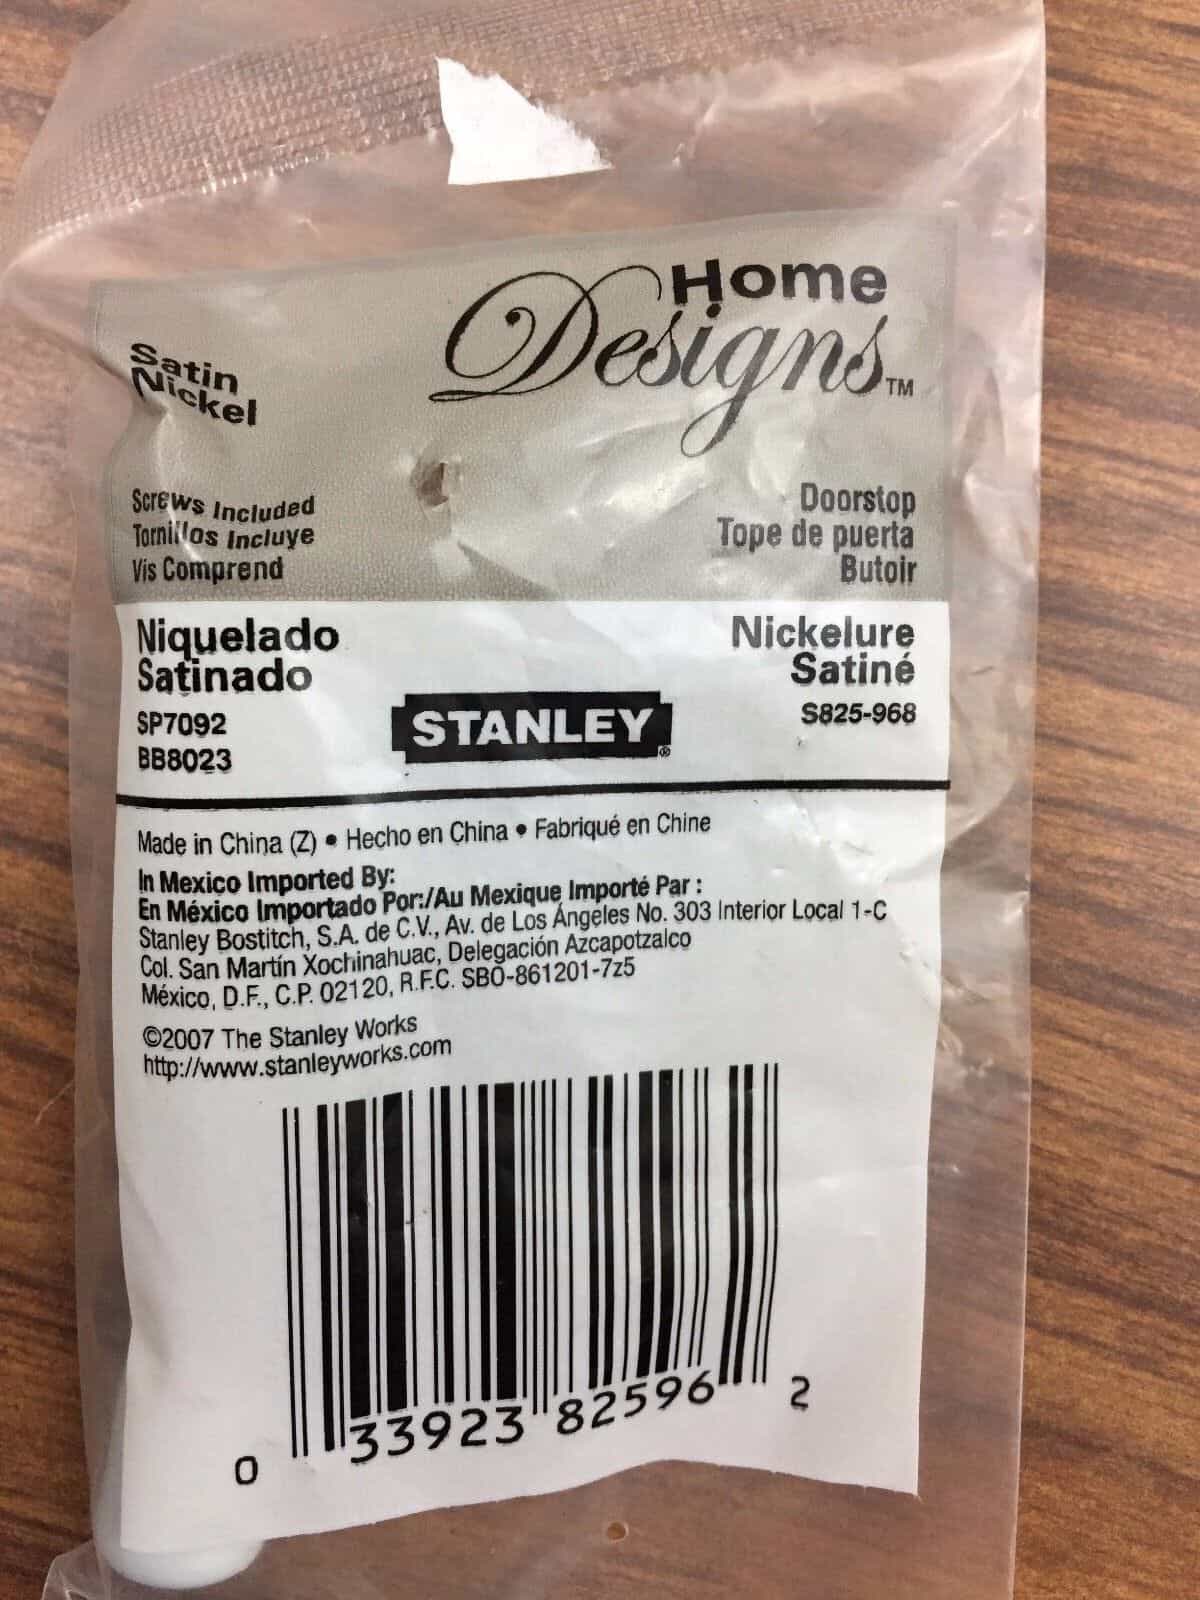 Home
Designs™
Satin
Nickel
Screws Included
Tornillos Incluye
Vis Comprend
Doorstop
Tope de puerta
Butoir
Niquelado
Satinado
SP7092
BB8023
STANLEY®
Nickelure
Satiné
S825-968
Made in China (Z) • Hecho en China • Fabriqué en Chine
In Mexico Imported By:
En México Importado Por:/Au Mexique Importé Par :
Stanley Bostitch, S.A. de C.V., Av. de Los Ángeles No. 303 Interior Local 1-C
Col. San Martín Xochinahuac, Delegación Azcapotzalco
México, D.F., C.P. 02120, R.F.C. SBO-861201-7z5
©2007 The Stanley Works
http://www.stanleyworks.com
0 33923 82596 2